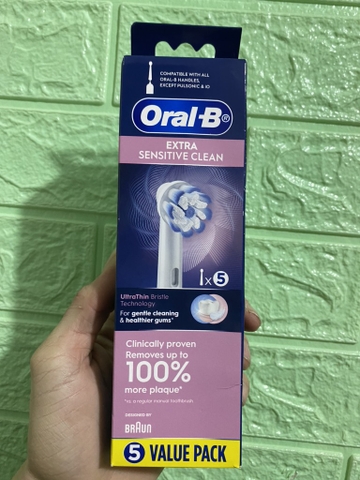 COMPATIBLE WITH ALL
ORAL-B HANDLES,
EXCEPT PULSONIC & iO
Oral-B®
EXTRA
SENSITIVE CLEAN
x5
UltraThin Bristle
Technology
For gentle cleaning
& healthier gums*
Clinically proven
Removes up to
100%
more plaque*
*vs. a regular manual toothbrush
DESIGNED BY
BRAUN
5 VALUE PACK